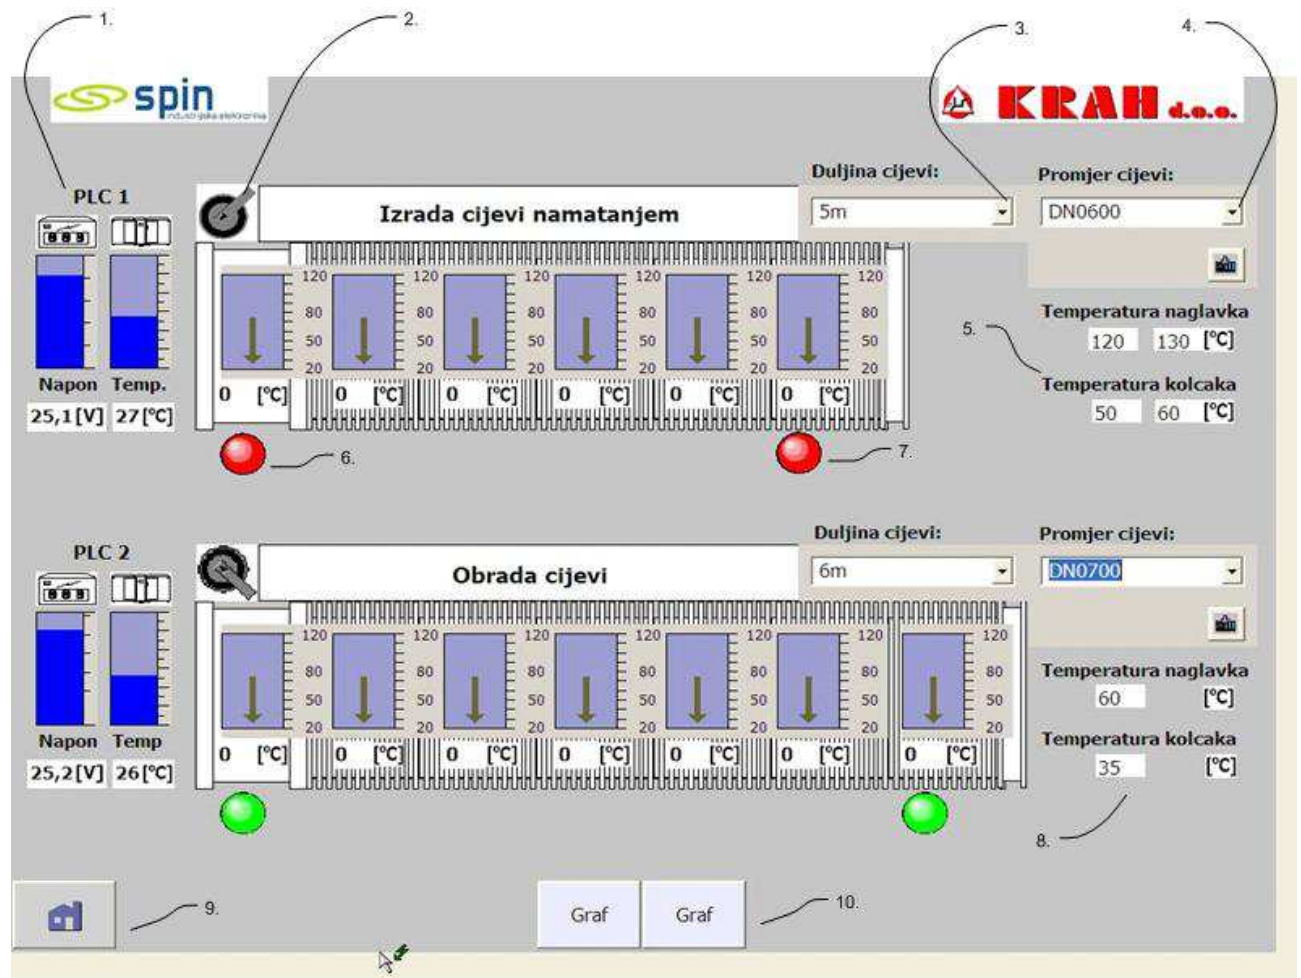 1.
2.
3.
4.
spin
industrijska elektronika
KRAH d.o.o.
Duljina cijevi:
Promjer cijevi:
PLC 1
Izrada cijevi namatanjem
5m
DN0600
120 120 120 120 120 120
80 80 80 80 80 80
50 50 50 50 50 50
20 20 20 20 20 20
Temperatura naglavka
120 130 [°C]
5.
Temperatura kolcaka
50 60 [°C]
Napon Temp.
25,1[V] 27[°C]
0 [°C] 0 [°C] 0 [°C] 0 [°C] 0 [°C] 0 [°C]
6.
7.
Duljina cijevi:
Promjer cijevi:
PLC 2
Obrada cijevi
6m
DN0700
120 120 120 120 120 120 120
80 80 80 80 80 80 80
50 50 50 50 50 50 50
20 20 20 20 20 20 20
Temperatura naglavka
60 [°C]
Temperatura kolcaka
35 [°C]
Napon Temp
25,2[V] 26[°C]
0 [°C] 0 [°C] 0 [°C] 0 [°C] 0 [°C] 0 [°C] 0 [°C]
8.
9.
Graf Graf
10.